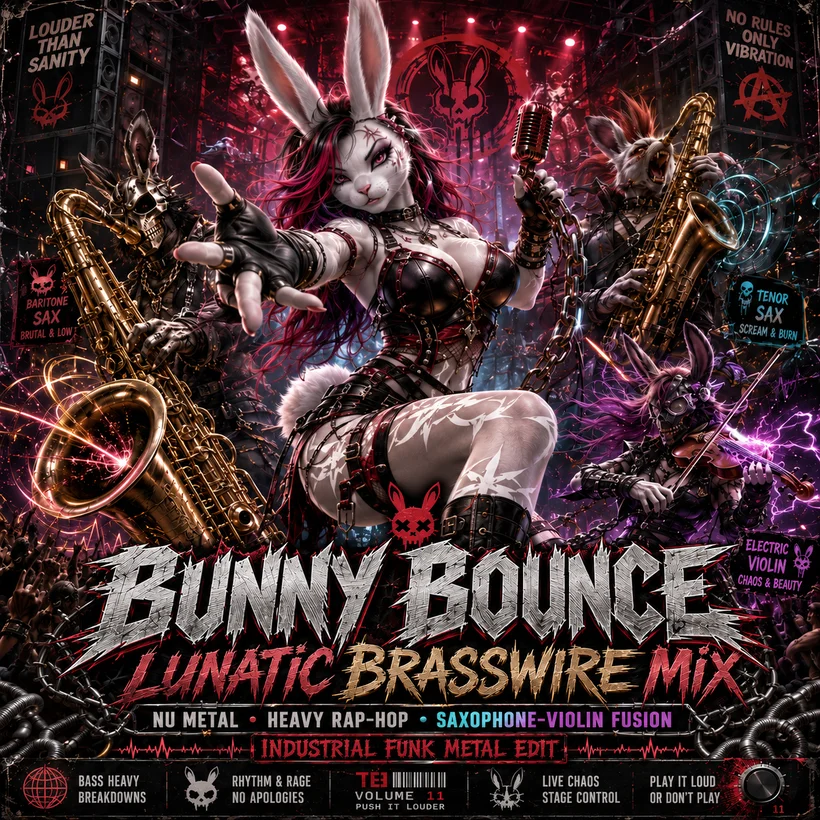 LOUDER
THAN
SANITY
NO RULES
ONLY
VIBRATION
BARITONE
SAX
BRUTAL & LOW
TENOR
SAX
SCREAM & BURN
ELECTRIC
VIOLIN
CHAOS & BEAUTY
BUNNY BOUNCE
LUNATiC BRASSWIRE MiX
NU METAL • HEAVY RAP-HOP • SAXOPHONE-VIOLIN FUSION
INDUSTRIAL FUNK METAL EDIT
BASS HEAVY
BREAKDOWNS
RHYTHM & RAGE
NO APOLOGIES
VOLUME 11
PUSH IT LOUDER
LIVE CHAOS
STAGE CONTROL
PLAY IT LOUD
OR DON'T PLAY
11